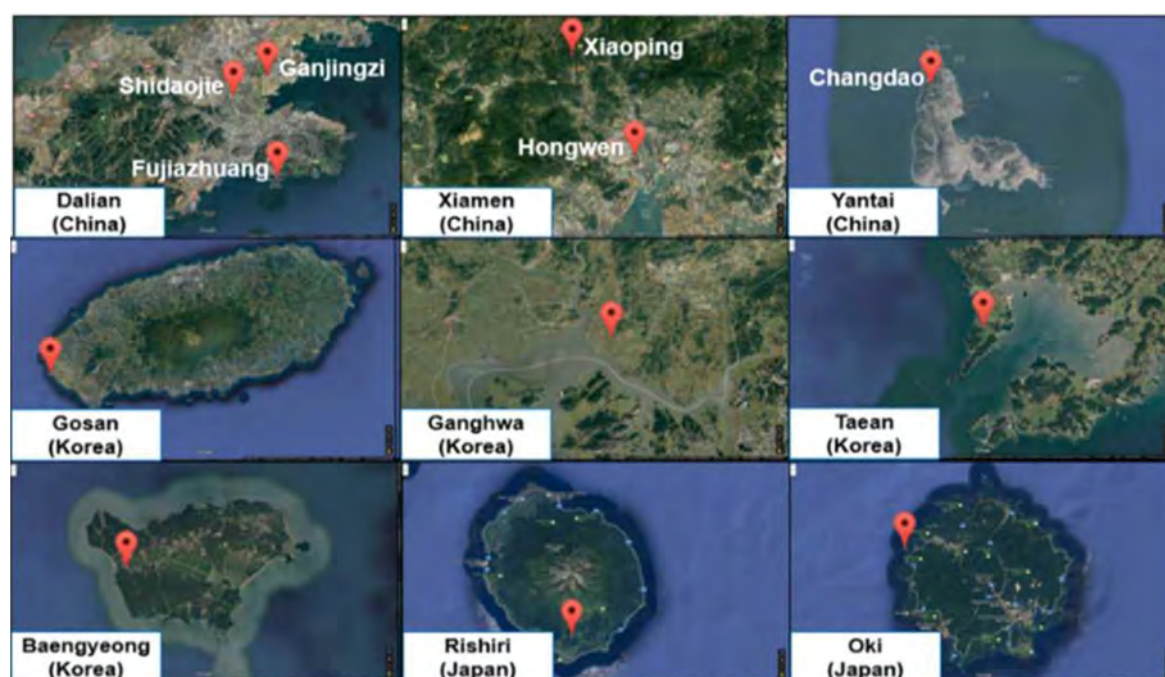 Ganjingzi
Shidaojie
Fujiazhuang
Dalian
(China)
Xiaoping
Hongwen
Xiamen
(China)
Changdao
Yantai
(China)
Gosan
(Korea)
Ganghwa
(Korea)
Taean
(Korea)
Baengyeong
(Korea)
Rishiri
(Japan)
Oki
(Japan)